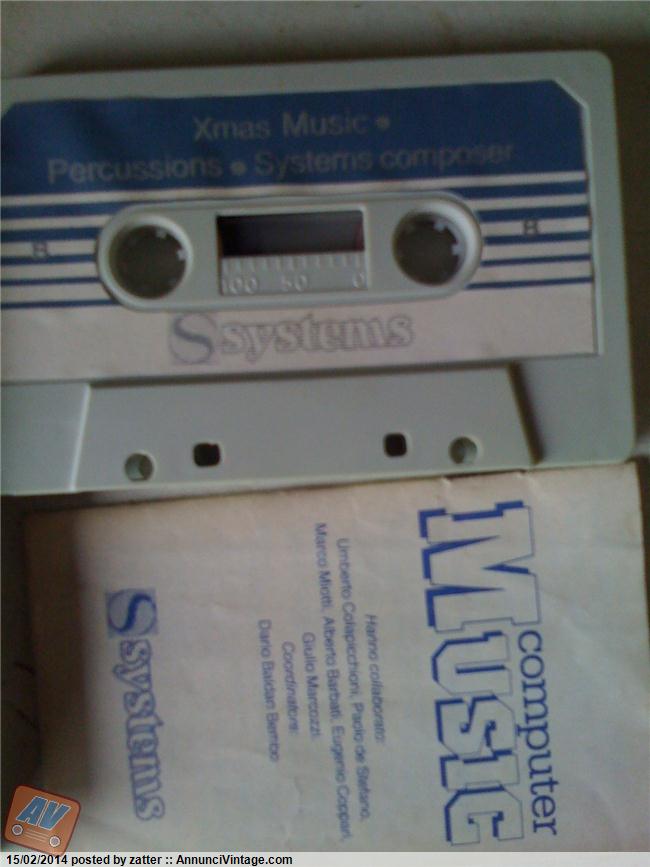 Xmas Music •
Percussions • Systems composer
B
B
100 50 0
Ssystems
computer
Music
Hanno collaborato:
Umberto Colapicchioni, Paolo de Stefano,
Marco Miotti, Alberto Barbati, Eugenio Coppari,
Giulio Marcozzi.
Coordinatore:
Dario Baldan Bembo
Ssystems
AV
15/02/2014 posted by zatter :: AnnunciVintage.com